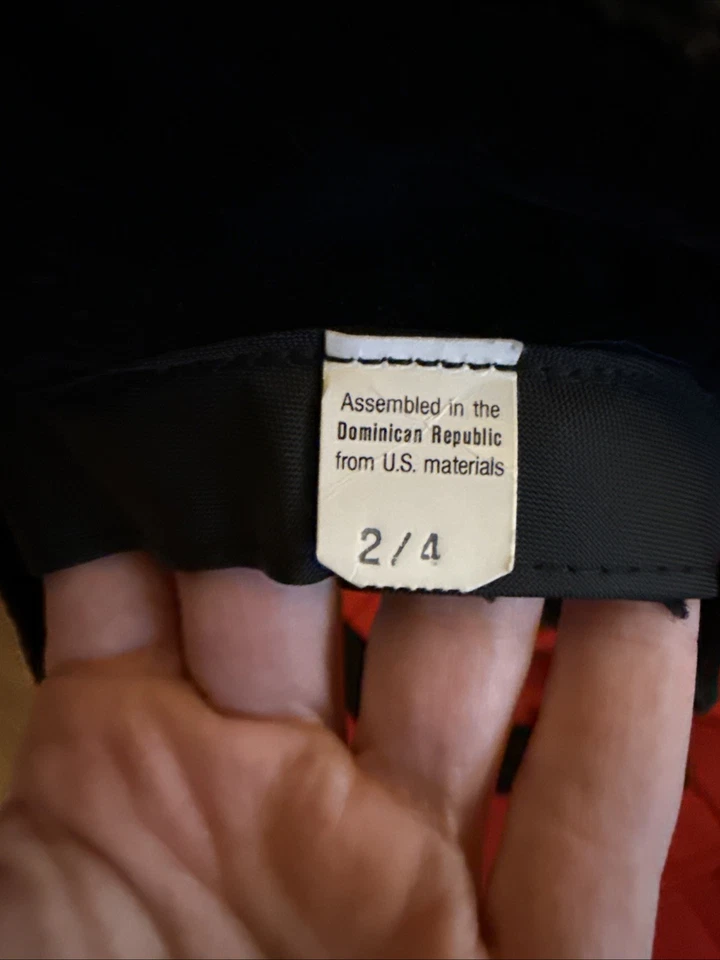 Assembled in the
Dominican Republic
from U.S. materials
2/4